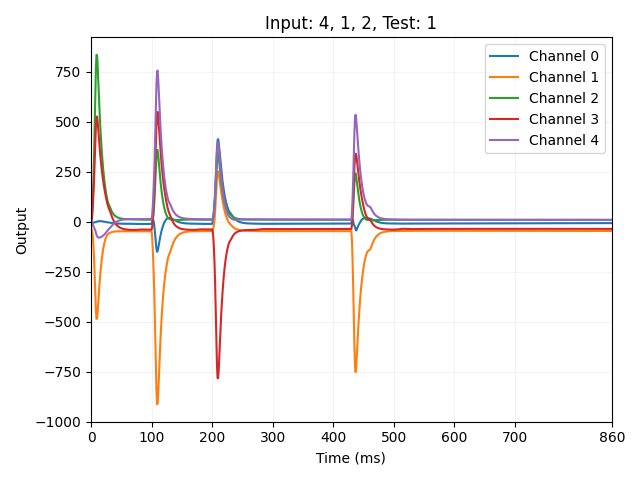 Input: 4, 1, 2, Test: 1
Channel 0
Channel 1
Channel 2
Channel 3
Channel 4
750
500
250
0
−250
−500
−750
−1000
Output
0 100 200 300 400 500 600 700 860
Time (ms)